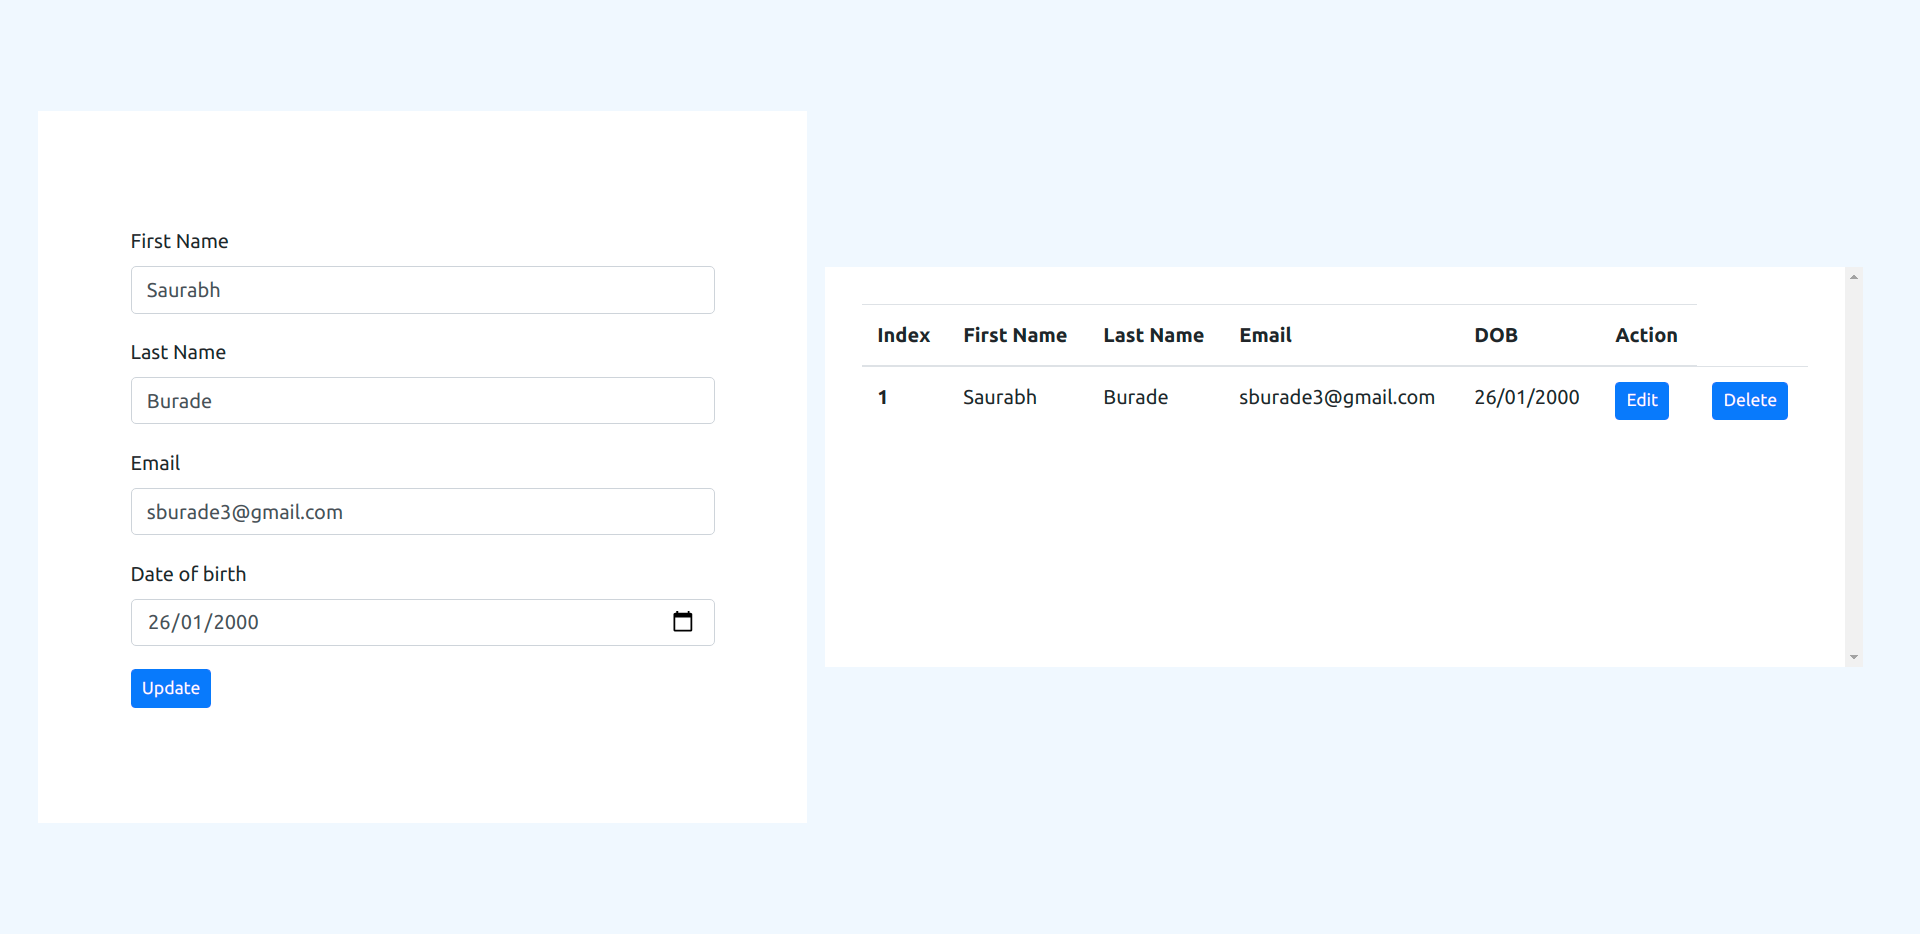 First Name
Saurabh
Last Name
Burade
Email
sburade3@gmail.com
Date of birth
26/01/2000
Update
Index First Name Last Name Email DOB Action
1 Saurabh Burade sburade3@gmail.com 26/01/2000 Edit Delete